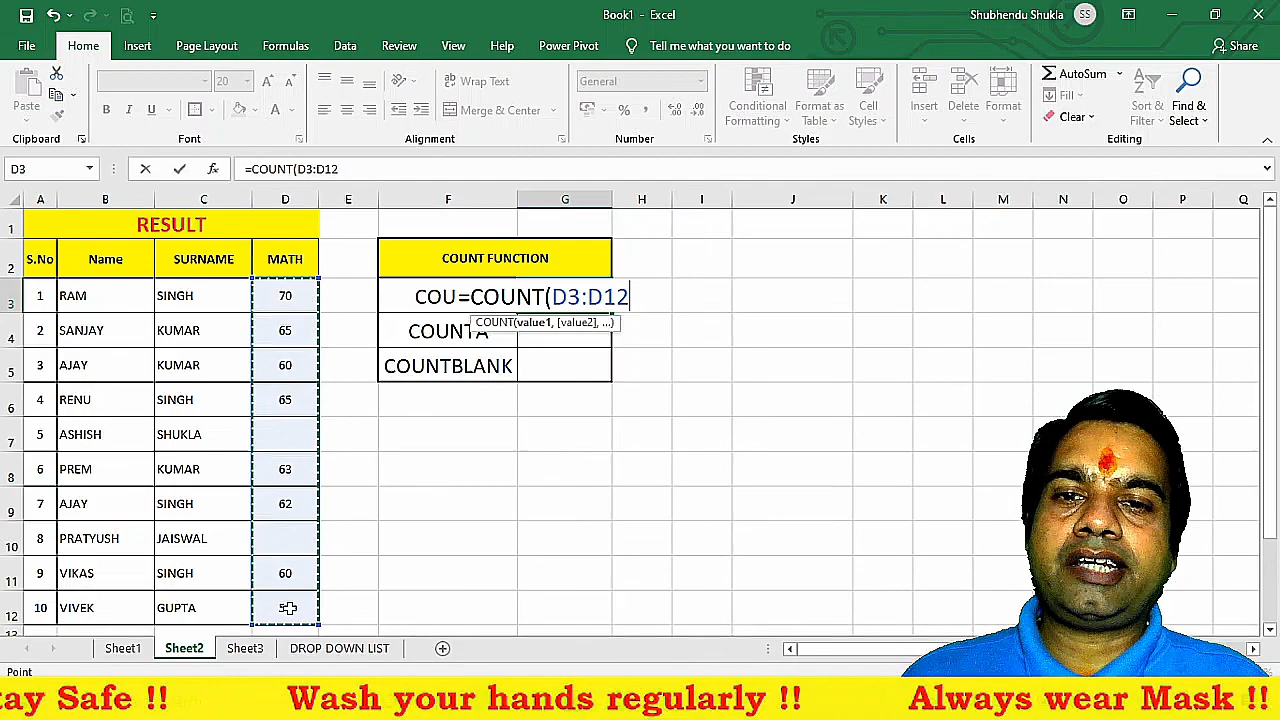 Book1 - Excel
Shubhendu Shukla SS
File Home Insert Page Layout Formulas Data Review View Help Power Pivot Tell me what you want to do Share
Paste
20
Wrap Text
General
Conditional Formatting
Format as Table
Cell Styles
Insert Delete Format
AutoSum
Fill
Clear
Sort & Filter
Find & Select
B I U
Merge & Center
Clipboard Font Alignment Number Styles Cells Editing
D3 =COUNT(D3:D12
A B C D E F G H I J K L M N O P Q
1 RESULT
2 S.No Name SURNAME MATH COUNT FUNCTION
3 1 RAM SINGH 70 COU=COUNT(D3:D12
COUNT(value1, [value2], ...)
4 2 SANJAY KUMAR 65 COUNTA
5 3 AJAY KUMAR 60 COUNTBLANK
6 4 RENU SINGH 65
7 5 ASHISH SHUKLA
8 6 PREM KUMAR 63
9 7 AJAY SINGH 62
10 8 PRATYUSH JAISWAL
11 9 VIKAS SINGH 60
12 10 VIVEK GUPTA
13
Sheet1 Sheet2 Sheet3 DROP DOWN LIST
Point
tay Safe !! Wash your hands regularly !! Always wear Mask !!